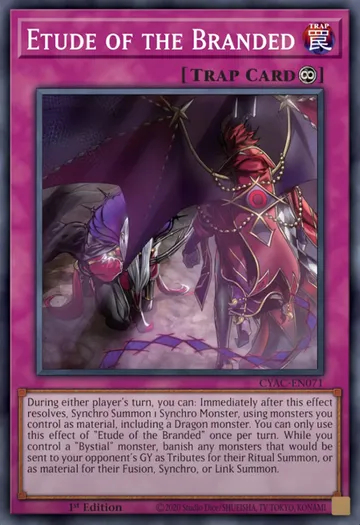 Etude of the Branded
TRAP
罠
[Trap Card]
CYAC-EN071
During either player's turn, you can: Immediately after this effect
resolves, Synchro Summon 1 Synchro Monster, using monsters you
control as material, including a Dragon monster. You can only use
this effect of "Etude of the Branded" once per turn. While you
control a "Bystial" monster, banish any monsters that would be
sent to your opponent's GY as Tributes for their Ritual Summon, or
as material for their Fusion, Synchro, or Link Summon.
1st Edition
©2020 Studio Dice/SHUEISHA, TV TOKYO, KONAMI